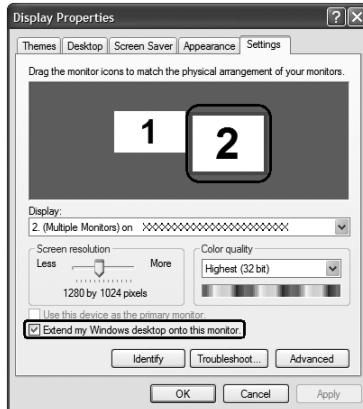 Display Properties
Themes Desktop Screen Saver Appearance Settings
Drag the monitor icons to match the physical arrangement of your monitors.
1 2
Display:
2. (Multiple Monitors) on XXXXXXXXXXXXXXXXXXXXXX
Screen resolution Color quality
Less More Highest (32 bit)
1280 by 1024 pixels
Use this device as the primary monitor.
Extend my Windows desktop onto this monitor.
Identify Troubleshoot... Advanced
OK Cancel Apply